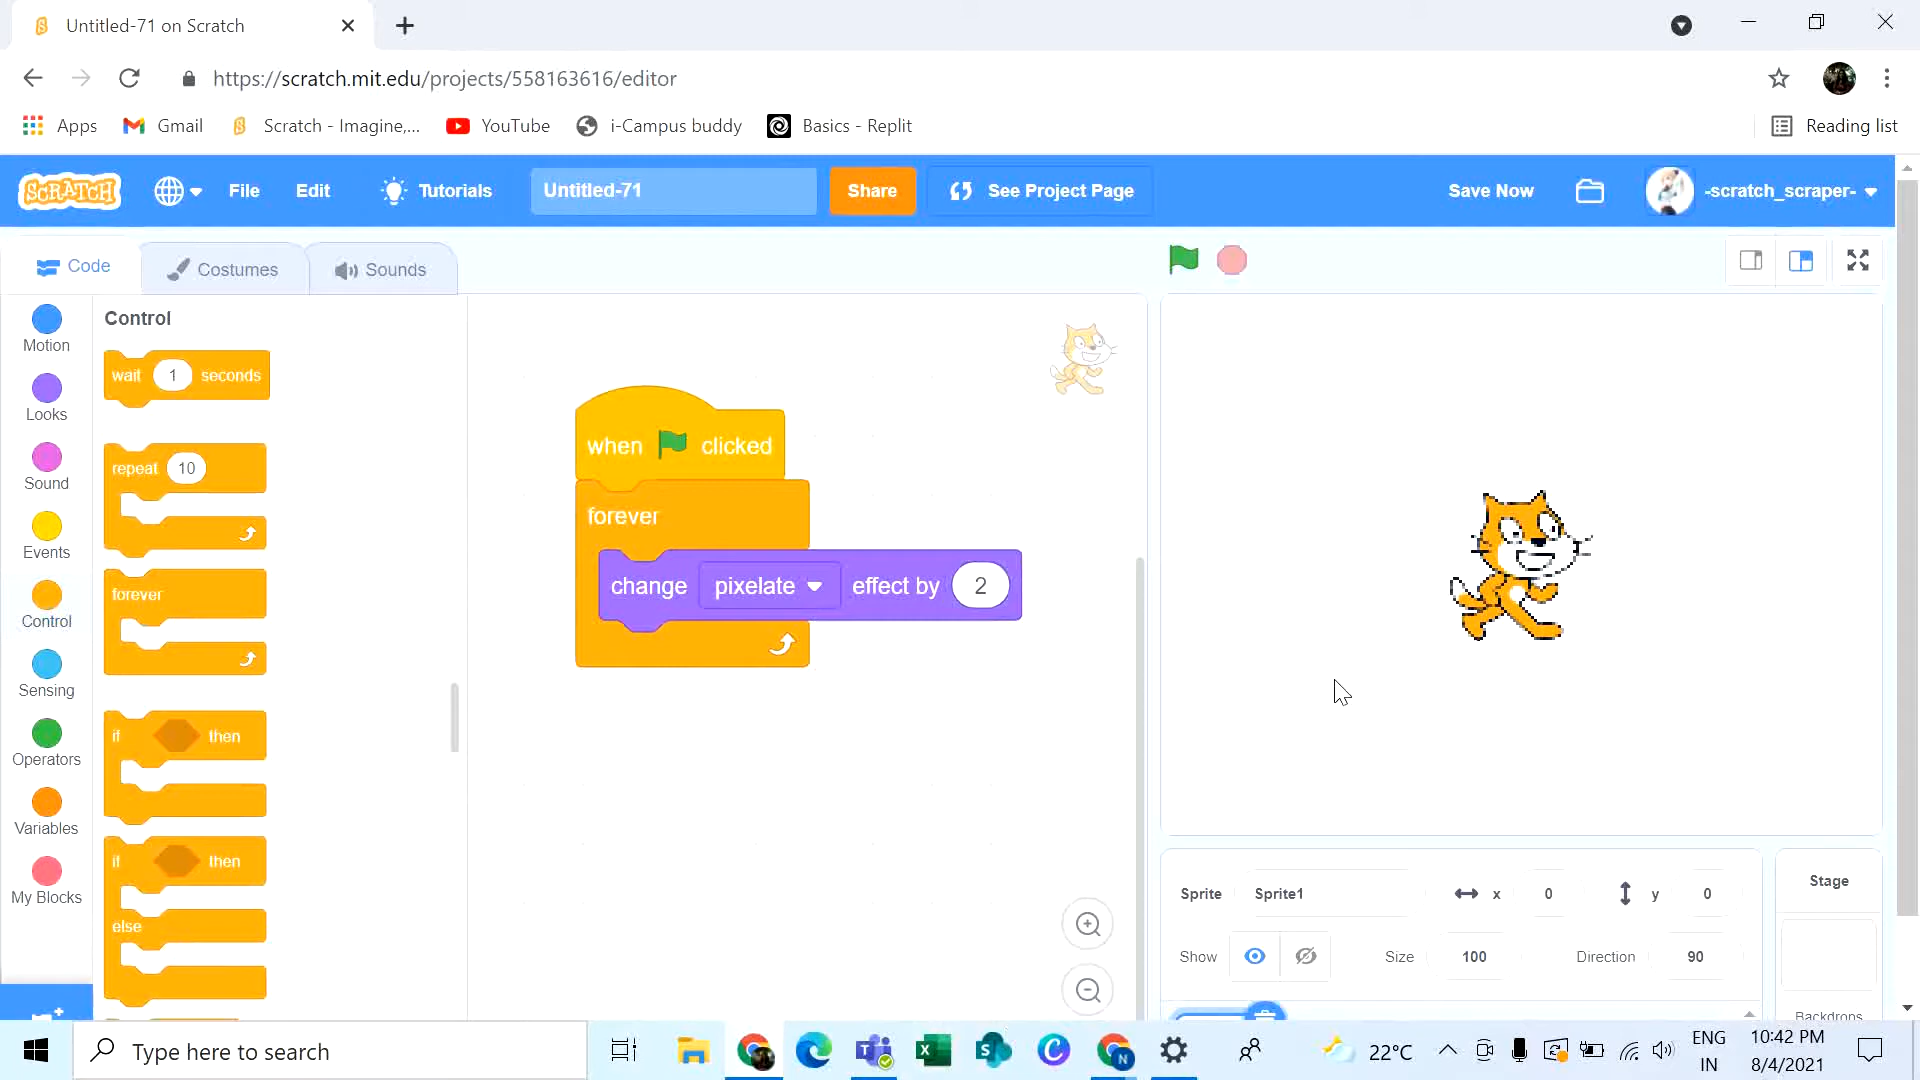 Untitled-71 on Scratch
https://scratch.mit.edu/projects/558163616/editor
Apps Gmail Scratch - Imagine,... YouTube i-Campus buddy Basics - Replit Reading list
SCRATCH File Edit Tutorials Untitled-71 Share See Project Page Save Now -scratch_scraper-
Code Costumes Sounds
Motion
Looks
Sound
Events
Control
Sensing
Operators
Variables
My Blocks
Control
wait 1 seconds
repeat 10
forever
if then
if then
else
when clicked
forever
change pixelate effect by 2
Sprite Sprite1 x 0 y 0
Show Size 100 Direction 90
Stage
Backdrops
Type here to search
22°C
ENG
IN
10:42 PM
8/4/2021